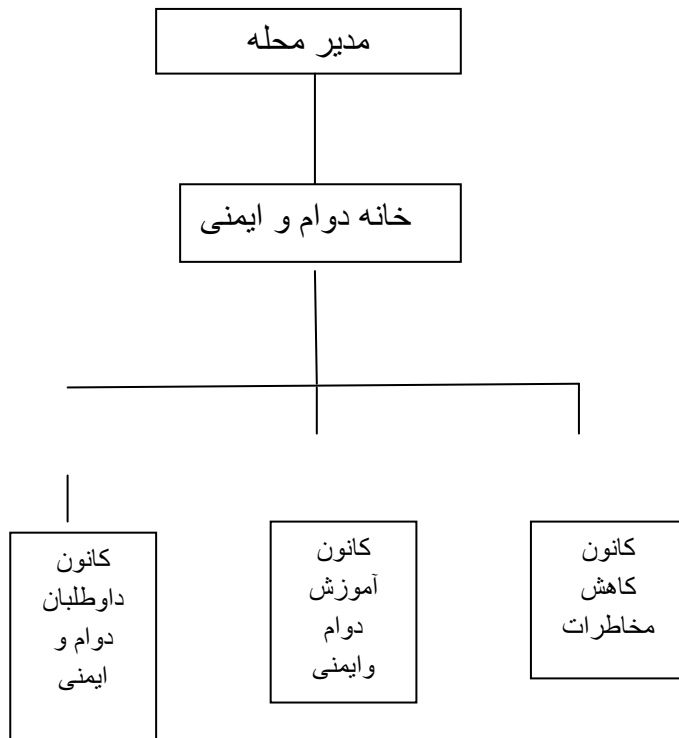 مدیر محله
خانه دوام و ایمنی
کانون
کاهش
مخاطرات
کانون
آموزش
دوام
وایمنی
کانون
داوطلبان
دوام و
ایمنی